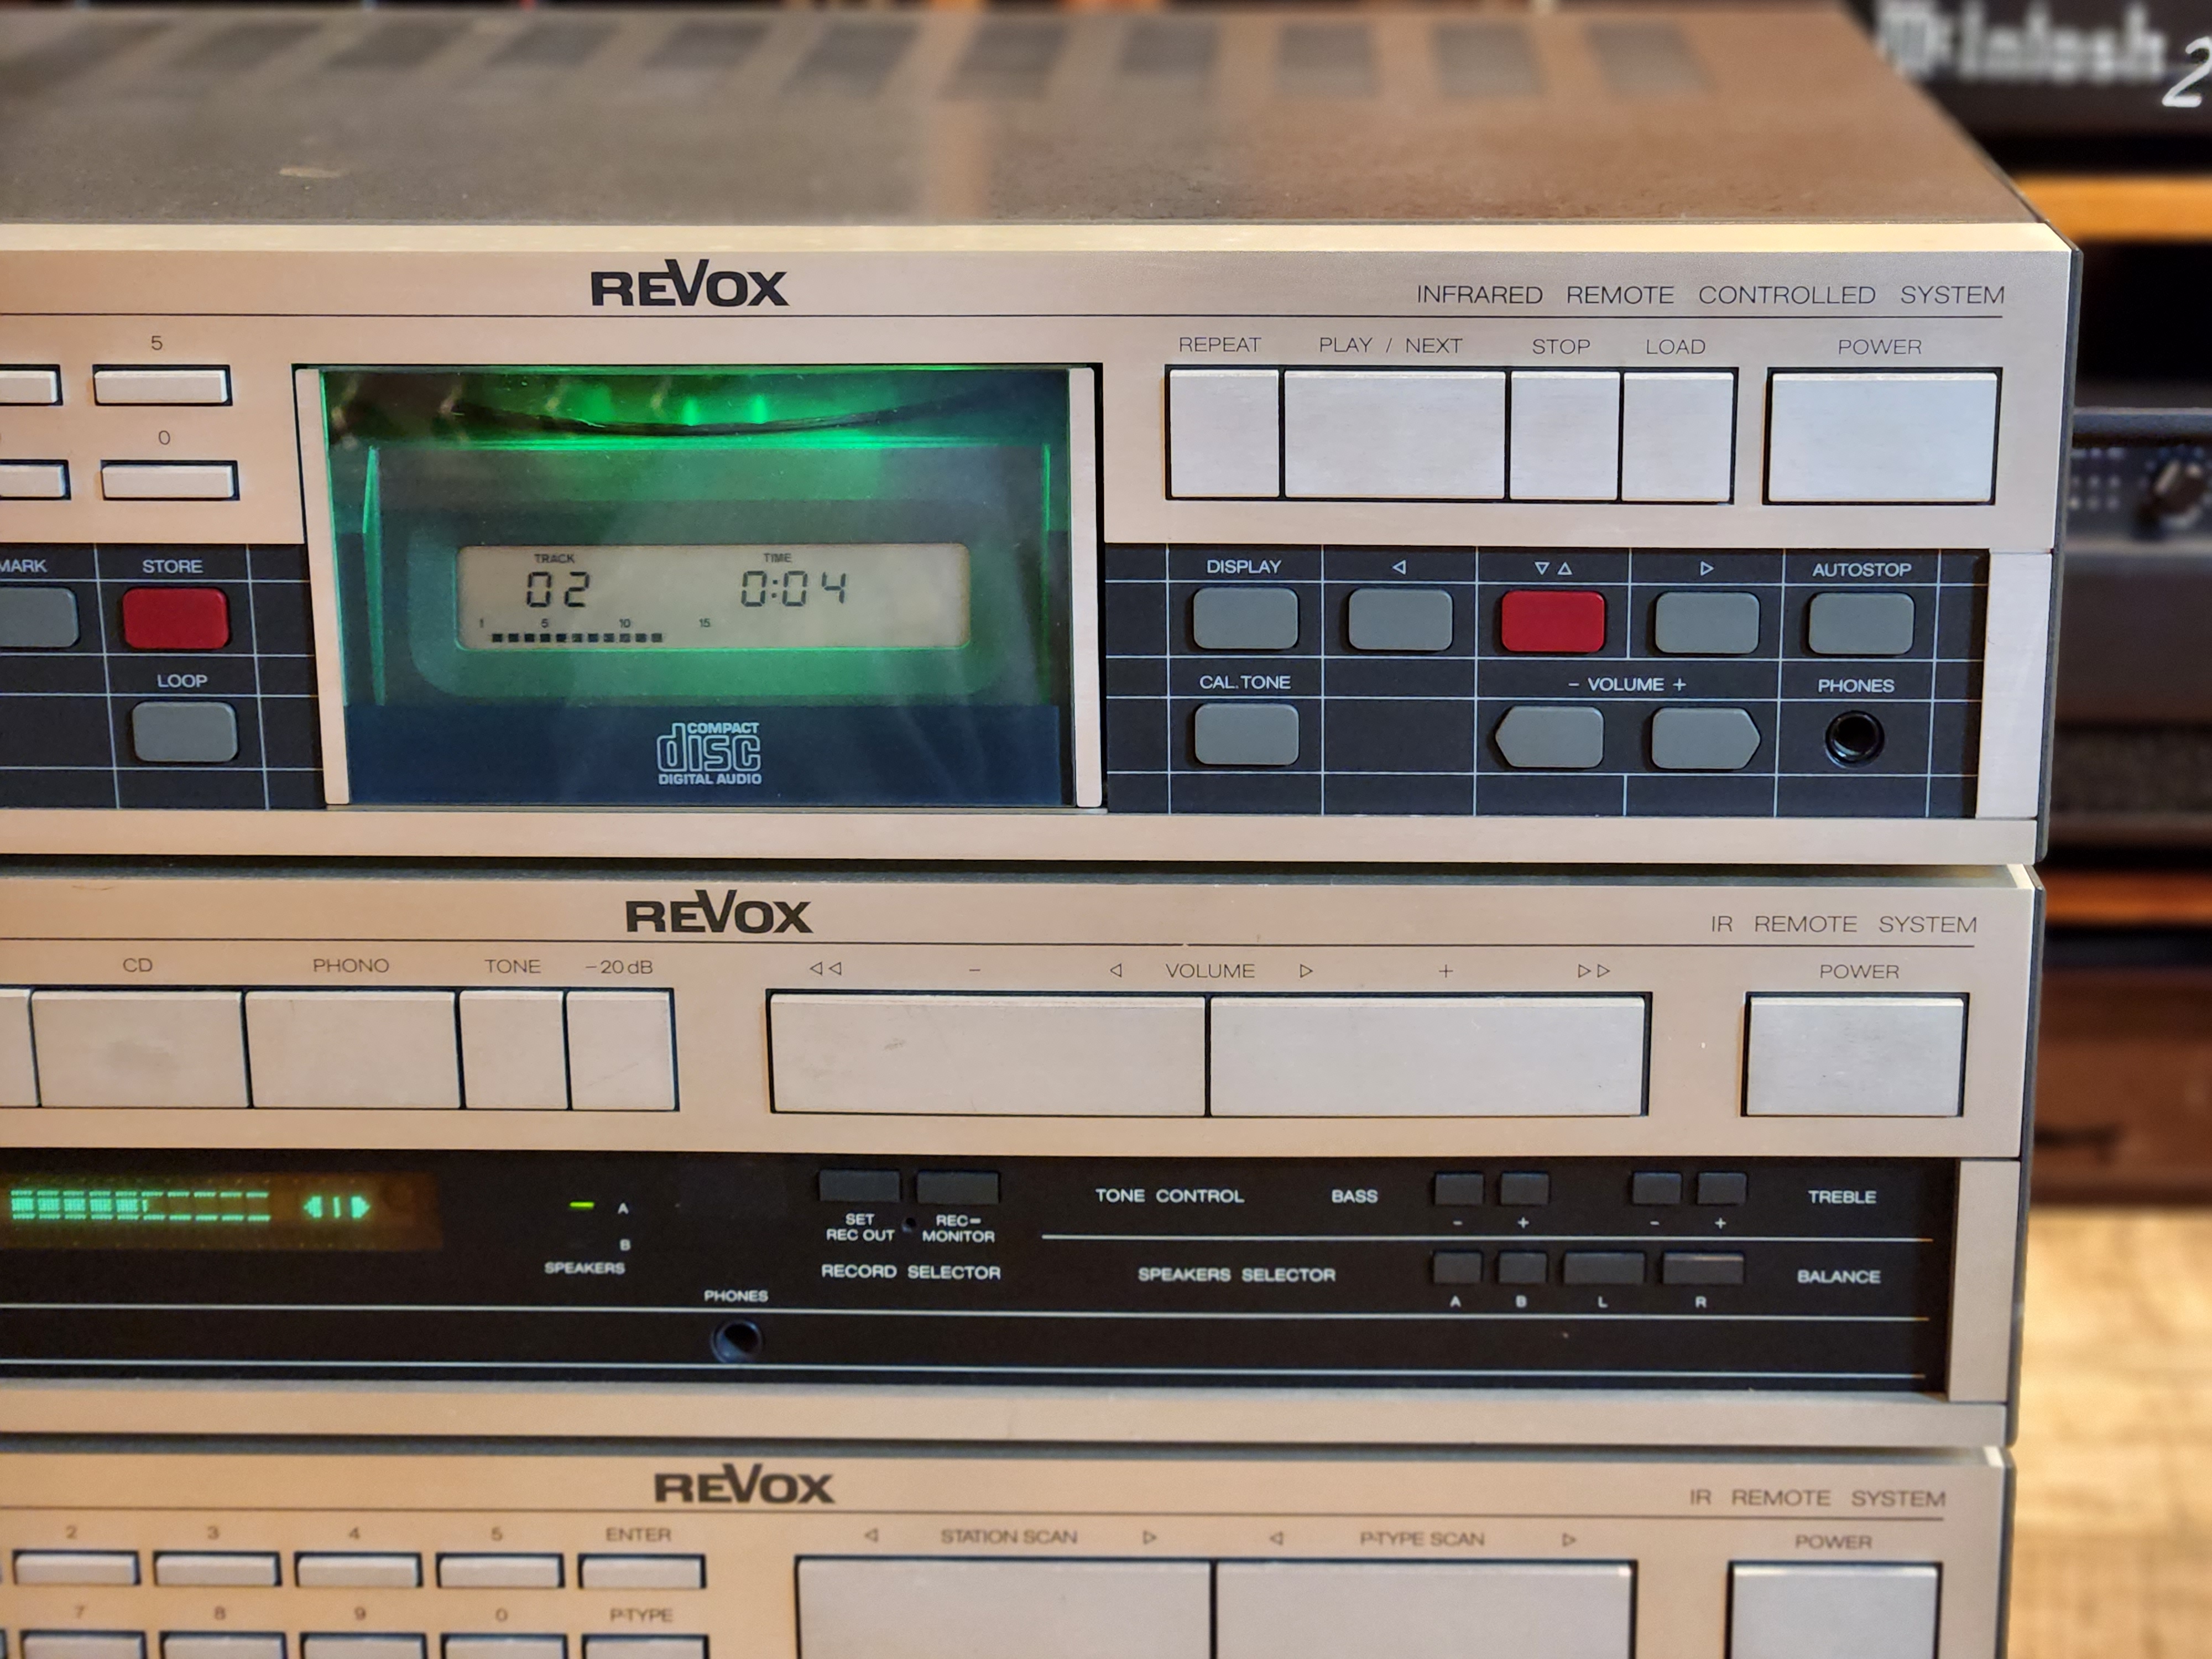 McIntosh 2
REVOX
INFRARED REMOTE CONTROLLED SYSTEM
5
REPEAT PLAY / NEXT STOP LOAD POWER
0
MARK STORE
TRACK TIME
02 0:04
1 5 10 15
DISPLAY ◁ ▽ △ ▷ AUTOSTOP
LOOP
CAL. TONE - VOLUME + PHONES
COMPACT
disc
DIGITAL AUDIO
REVOX
IR REMOTE SYSTEM
CD PHONO TONE -20 dB ◁◁ - ◁ VOLUME ▷ + ▷▷ POWER
A
B
SPEAKERS
SET
REC OUT
REC-
MONITOR
RECORD SELECTOR
TONE CONTROL BASS - + - + TREBLE
SPEAKERS SELECTOR A B L R BALANCE
PHONES
REVOX
IR REMOTE SYSTEM
2 3 4 5 ENTER ◁ STATION SCAN ▷ ◁ P-TYPE SCAN ▷ POWER
7 8 9 0 P-TYPE